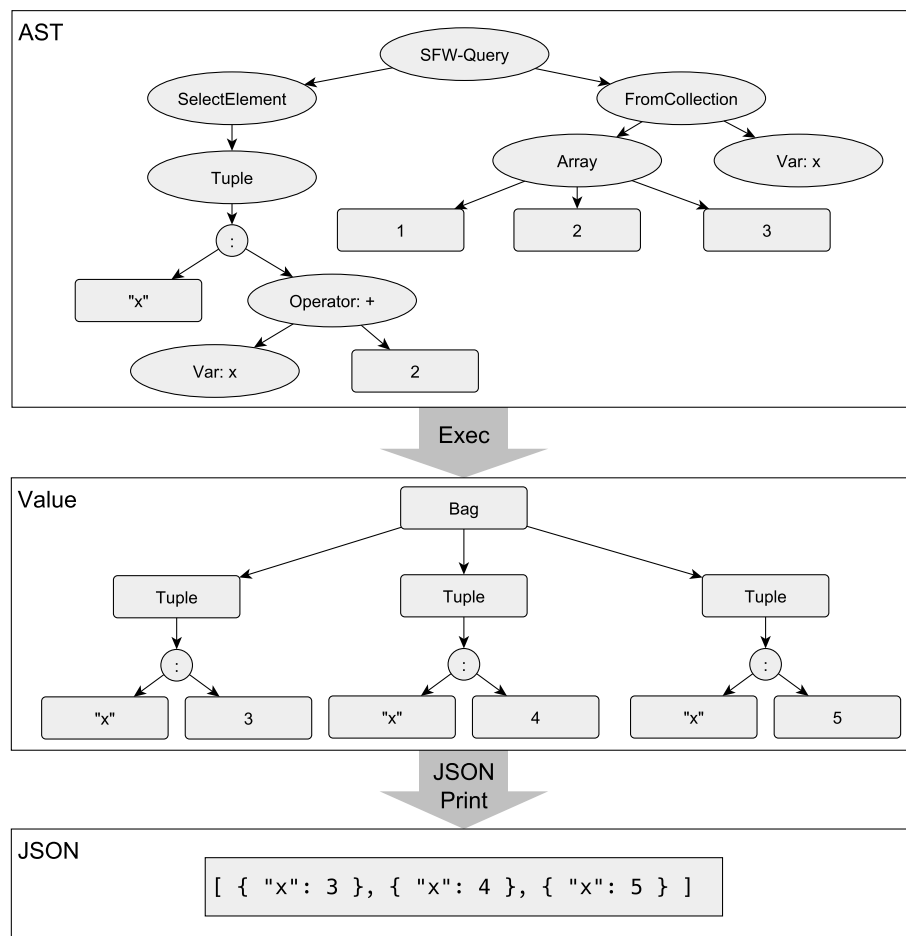 AST
SFW-Query
SelectElement
FromCollection
Tuple
Array
Var: x
:
1
2
3
"x"
Operator: +
Var: x
2
Exec
Value
Bag
Tuple
Tuple
Tuple
:
:
:
"x"
3
"x"
4
"x"
5
JSON
Print
JSON
[ { "x": 3 }, { "x": 4 }, { "x": 5 } ]